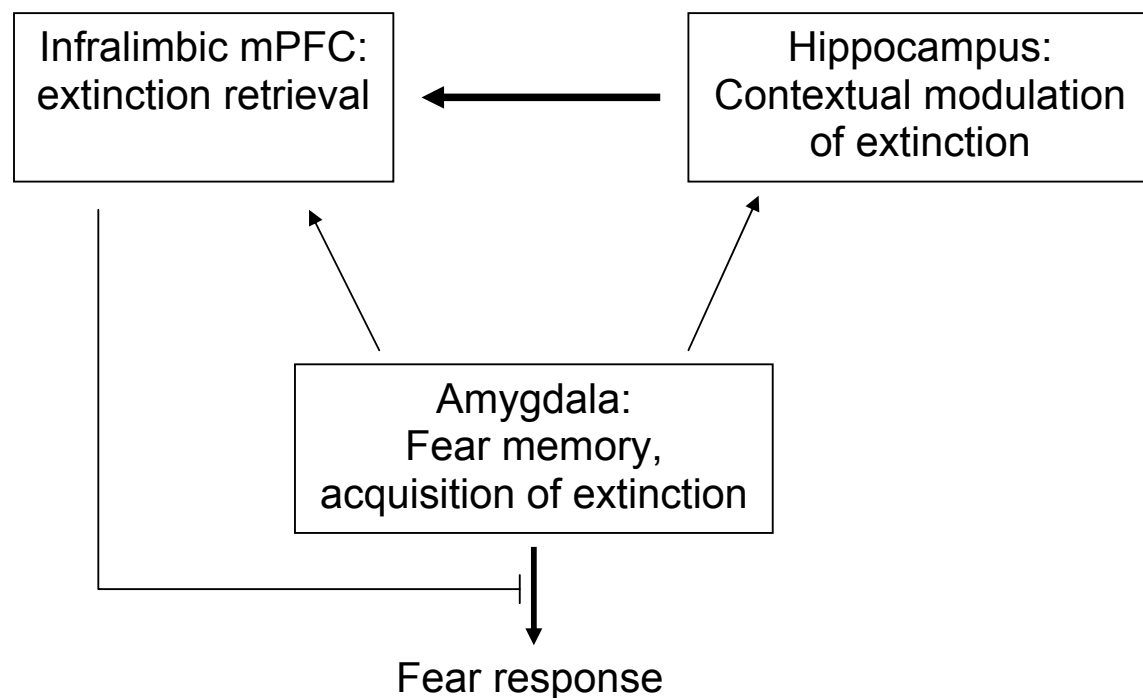 Infralimbic mPFC:
extinction retrieval
Hippocampus:
Contextual modulation
of extinction
Amygdala:
Fear memory,
acquisition of extinction
Fear response